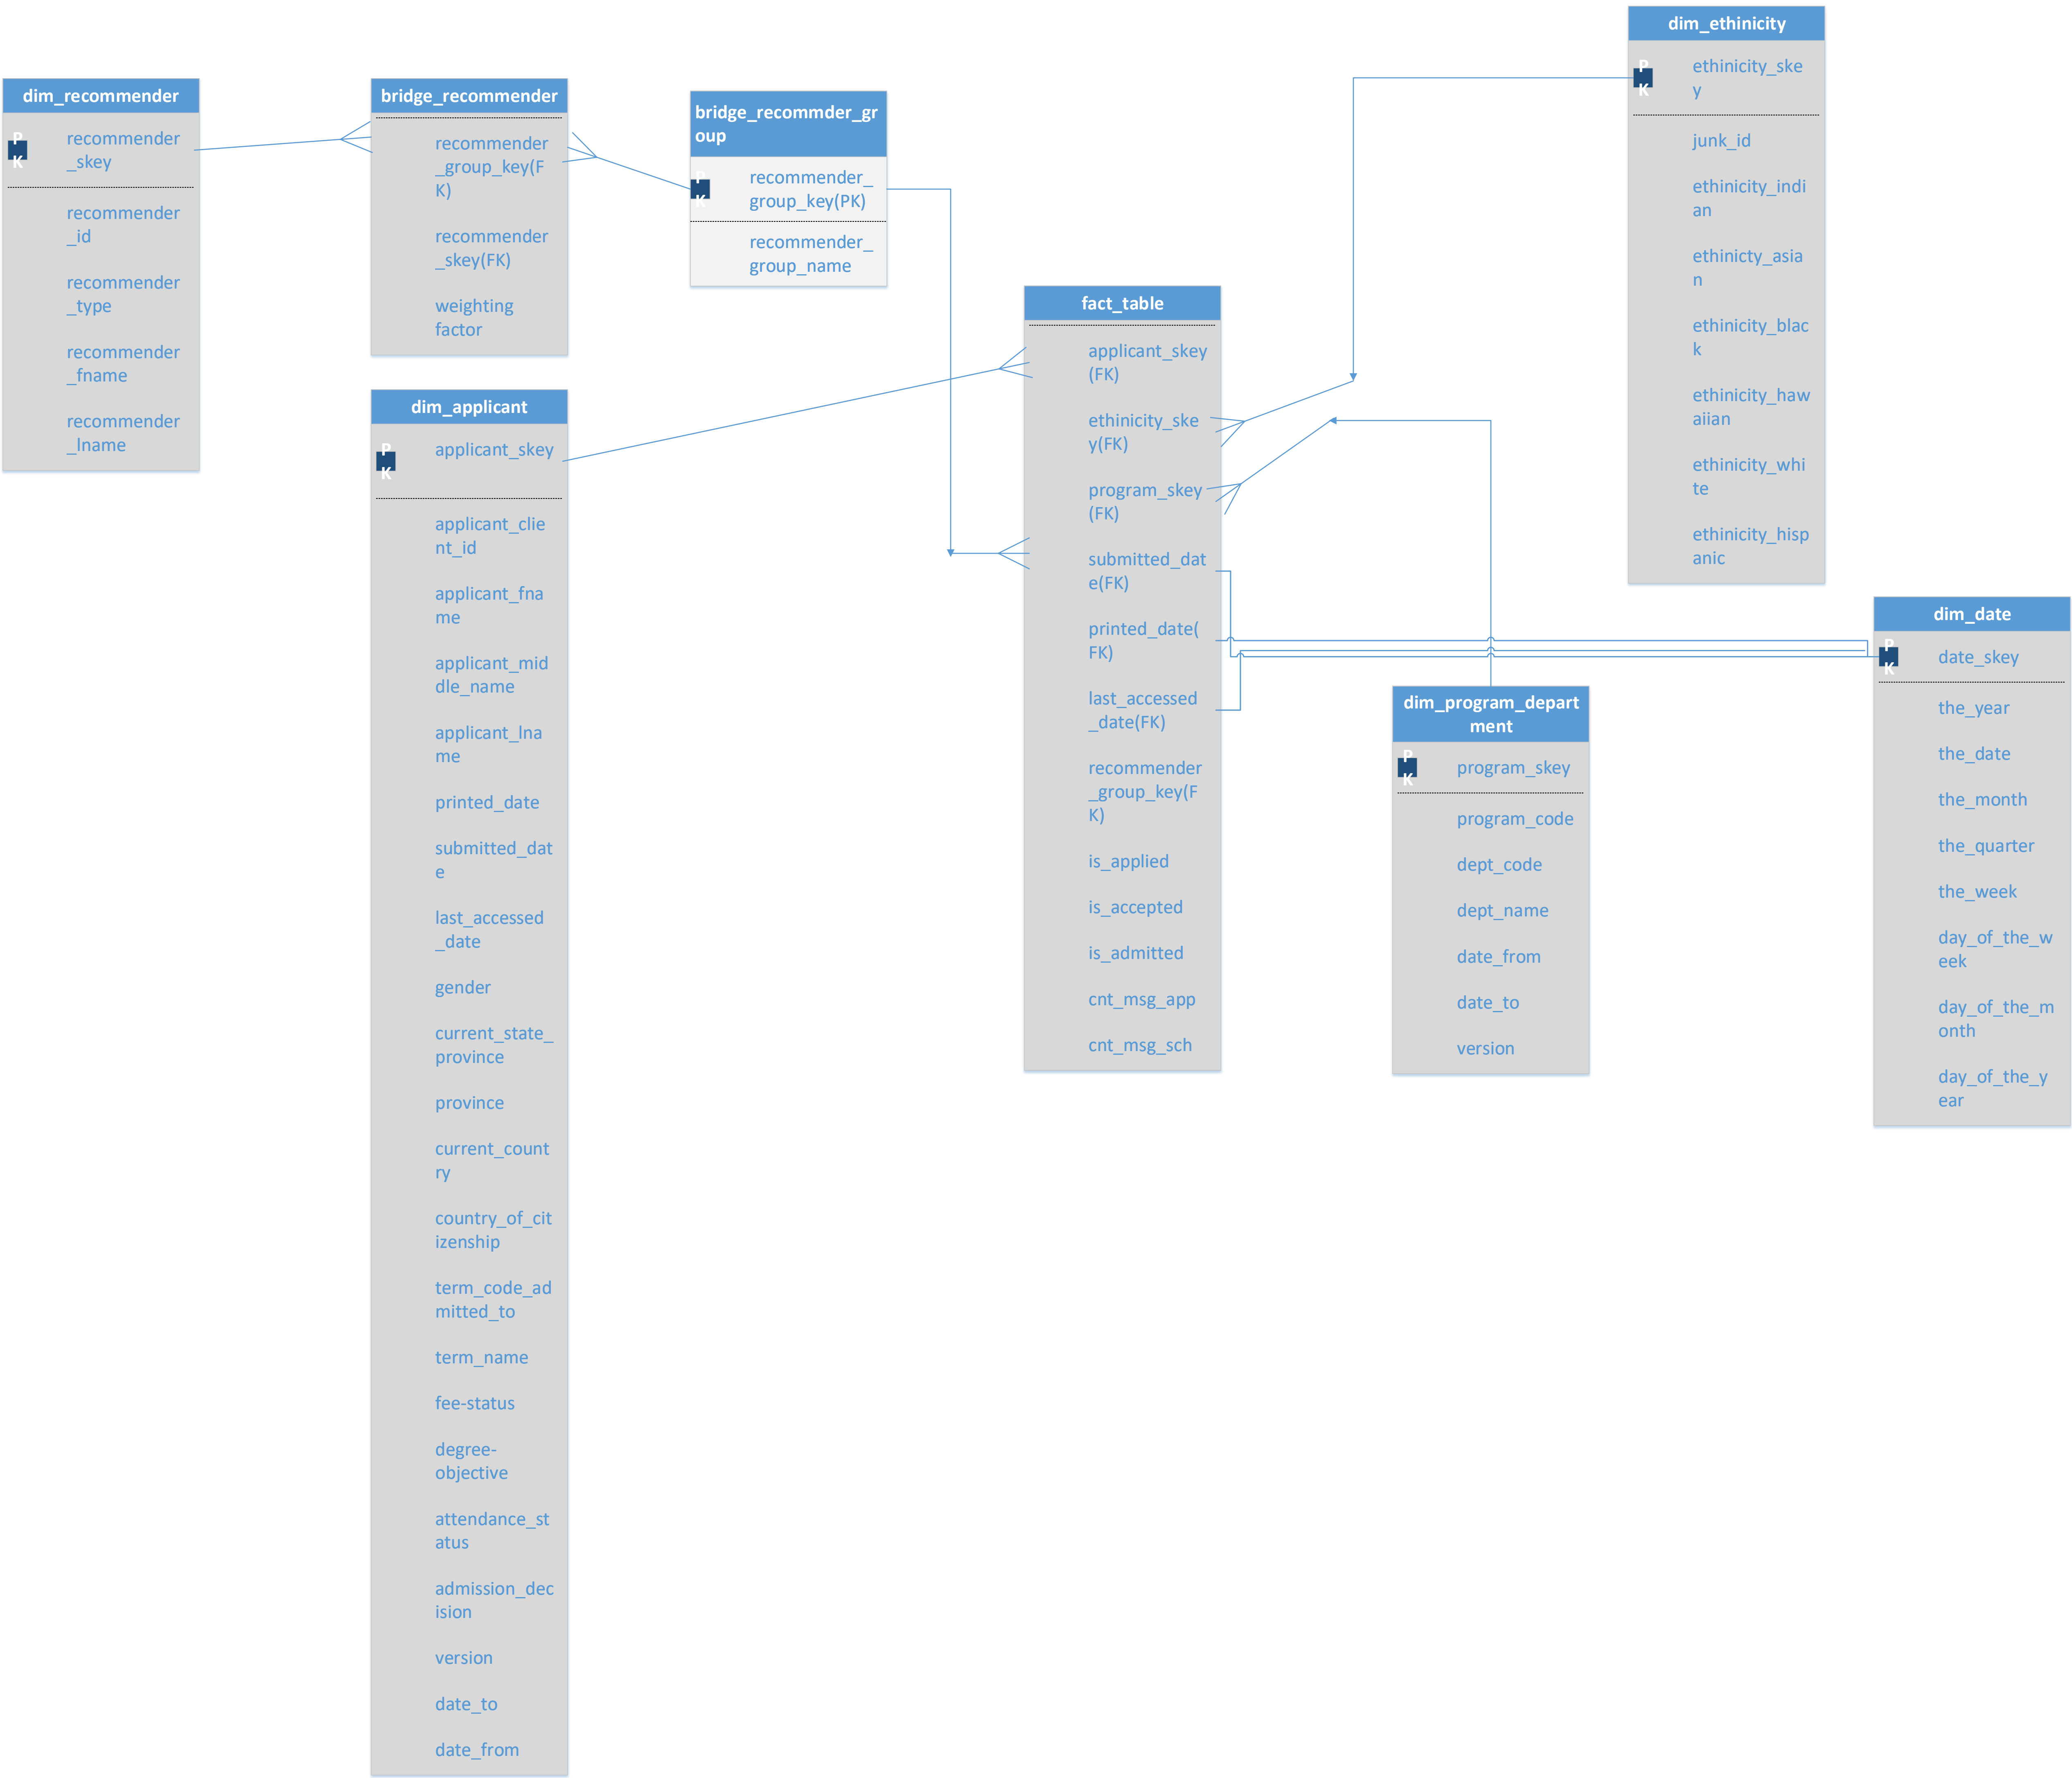 dim_recommender
P
K
recommender
_skey
recommender
_id
recommender
_type
recommender
_fname
recommender
_lname
bridge_recommender
recommender
_group_key(F
K)
recommender
_skey(FK)
weighting
factor
bridge_recommder_gr
oup
P
K
recommender_
group_key(PK)
recommender_
group_name
dim_applicant
P
K
applicant_skey
applicant_clie
nt_id
applicant_fna
me
applicant_mid
dle_name
applicant_lna
me
printed_date
submitted_dat
e
last_accessed
_date
gender
current_state_
province
province
current_count
ry
country_of_cit
izenship
term_code_ad
mitted_to
term_name
fee-status
degree-
objective
attendance_st
atus
admission_dec
ision
version
date_to
date_from
fact_table
applicant_skey
(FK)
ethinicity_ske
y(FK)
program_skey
(FK)
submitted_dat
e(FK)
printed_date(
FK)
last_accessed
_date(FK)
recommender
_group_key(F
K)
is_applied
is_accepted
is_admitted
cnt_msg_app
cnt_msg_sch
dim_program_depart
ment
P
K
program_skey
program_code
dept_code
dept_name
date_from
date_to
version
dim_ethinicity
P
K
ethinicity_ske
y
junk_id
ethinicity_indi
an
ethinicty_asia
n
ethinicity_blac
k
ethinicity_haw
aiian
ethinicity_whi
te
ethinicity_hisp
anic
dim_date
P
K
date_skey
the_year
the_date
the_month
the_quarter
the_week
day_of_the_w
eek
day_of_the_m
onth
day_of_the_y
ear